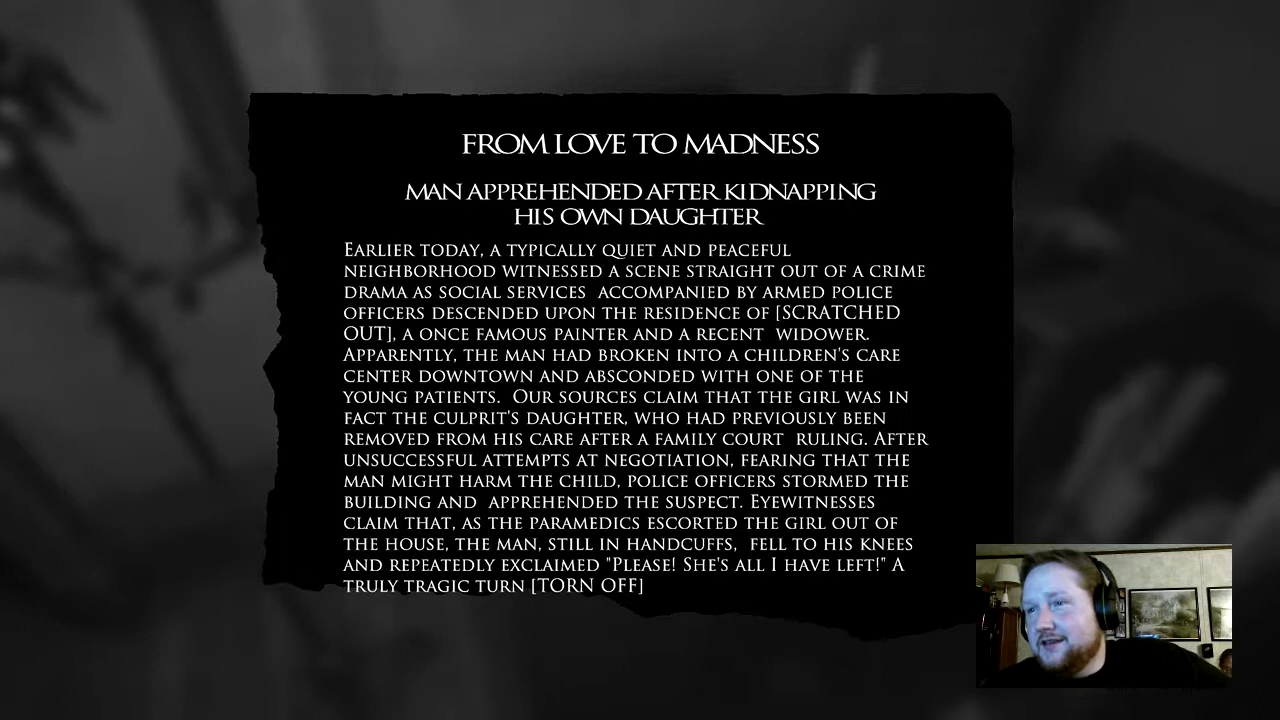 FROM LOVE TO MADNESS
MAN APPREHENDED AFTER KIDNAPPING
HIS OWN DAUGHTER
EARLIER TODAY, A TYPICALLY QUIET AND PEACEFUL
NEIGHBORHOOD WITNESSED A SCENE STRAIGHT OUT OF A CRIME
DRAMA AS SOCIAL SERVICES ACCOMPANIED BY ARMED POLICE
OFFICERS DESCENDED UPON THE RESIDENCE OF [SCRATCHED
OUT], A ONCE FAMOUS PAINTER AND A RECENT WIDOWER.
APPARENTLY, THE MAN HAD BROKEN INTO A CHILDREN'S CARE
CENTER DOWNTOWN AND ABSCONDED WITH ONE OF THE
YOUNG PATIENTS. OUR SOURCES CLAIM THAT THE GIRL WAS IN
FACT THE CULPRIT'S DAUGHTER, WHO HAD PREVIOUSLY BEEN
REMOVED FROM HIS CARE AFTER A FAMILY COURT RULING. AFTER
UNSUCCESSFUL ATTEMPTS AT NEGOTIATION, FEARING THAT THE
MAN MIGHT HARM THE CHILD, POLICE OFFICERS STORMED THE
BUILDING AND APPREHENDED THE SUSPECT. EYEWITNESSES
CLAIM THAT, AS THE PARAMEDICS ESCORTED THE GIRL OUT OF
THE HOUSE, THE MAN, STILL IN HANDCUFFS, FELL TO HIS KNEES
AND REPEATEDLY EXCLAIMED "PLEASE! SHE'S ALL I HAVE LEFT!" A
TRULY TRAGIC TURN [TORN OFF]